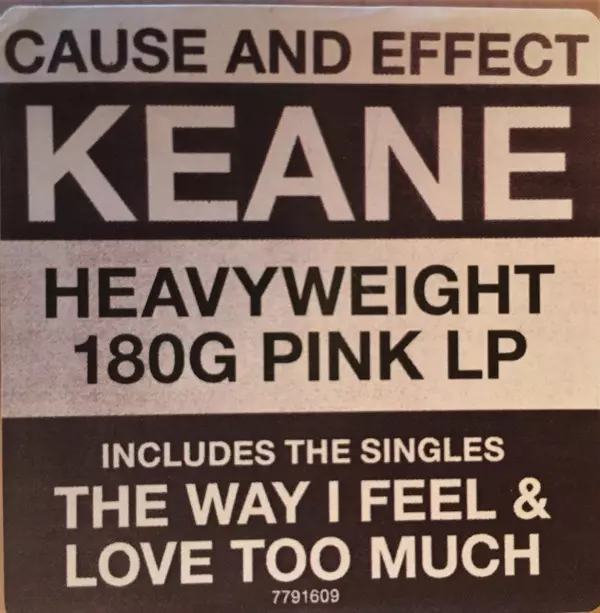 CAUSE AND EFFECT
KEANE
HEAVYWEIGHT
180G PINK LP
INCLUDES THE SINGLES
THE WAY I FEEL &
LOVE TOO MUCH
7791609